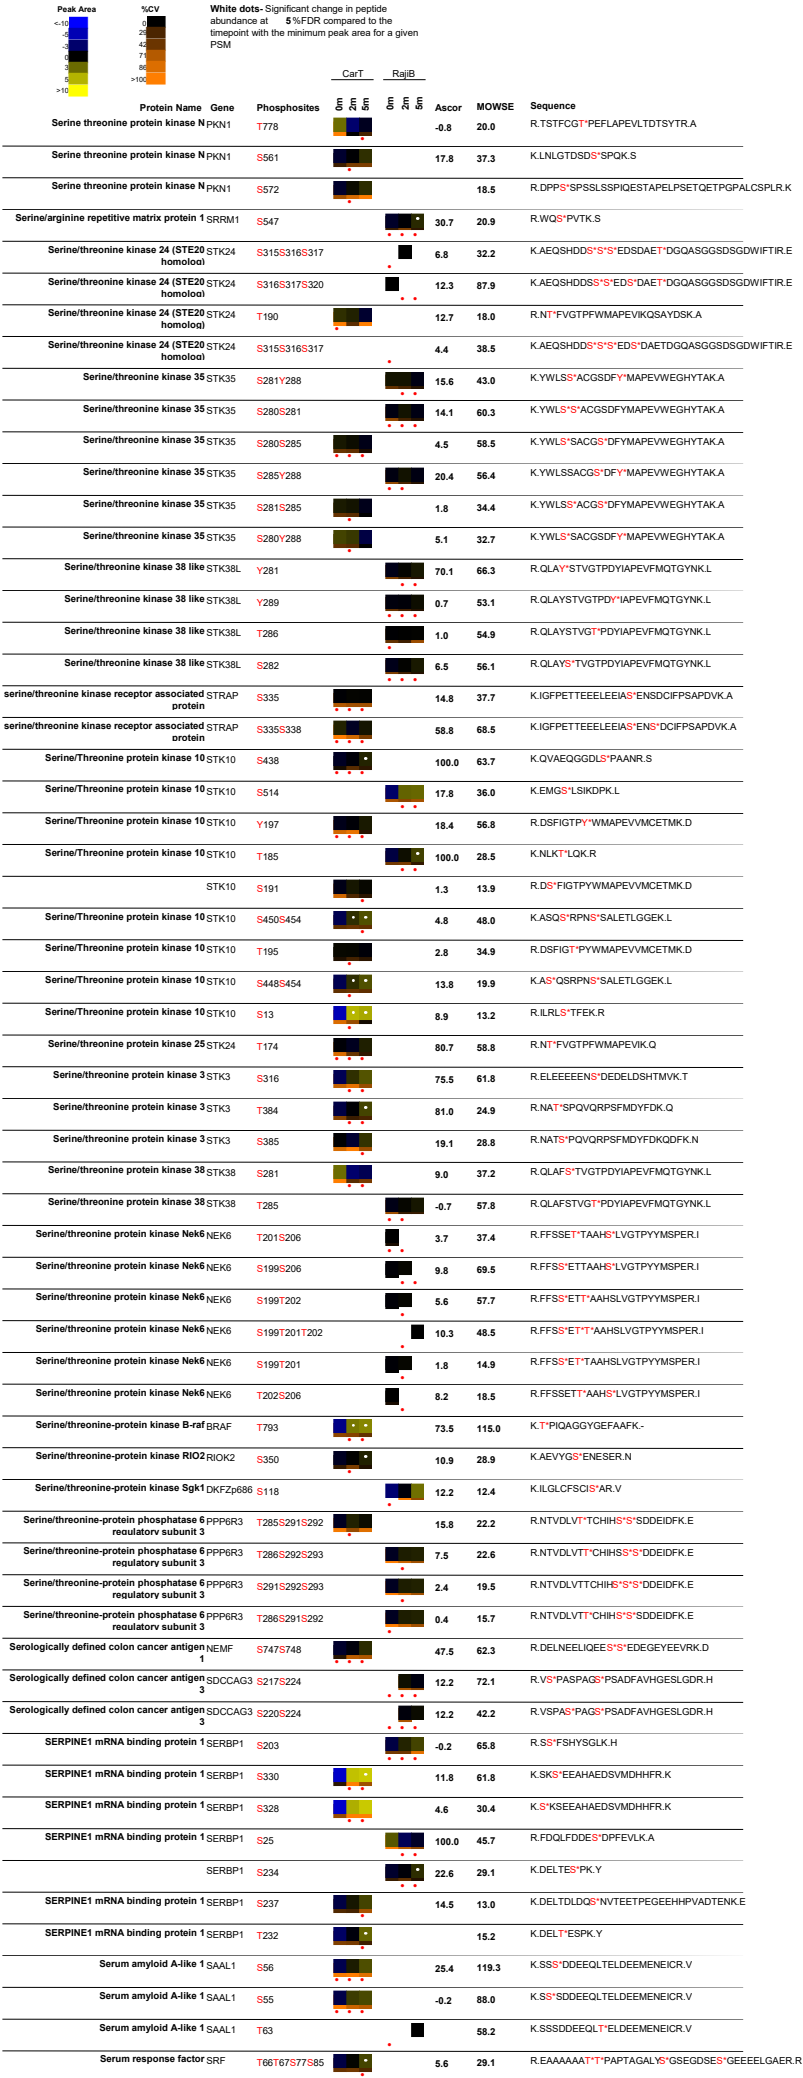 Peak Area
%CV
White dots- Significant change in peptide
abundance at 5 %FDR compared to the
timepoint with the minimum peak area for a given
PSM
<-10
-5
-3
0
3
5
>10
0
29
42
71
86
>100
CarT RajiB
Protein Name Gene Phosphosites 0m 2m 5m 0m 2m 5m Ascor MOWSE Sequence
Serine threonine protein kinase N PKN1 T778 -0.8 20.0 R.TSTFCGT*PEFLAPEVLTDTSYTR.A
Serine threonine protein kinase N PKN1 S561 17.8 37.3 K.LNLGTDSDS*SPQK.S
Serine threonine protein kinase N PKN1 S572 18.5 R.DPPS*SPSSLSSPIQESTAPELPSETQETPGPALCSPLR.K
Serine/arginine repetitive matrix protein 1 SRRM1 S547 30.7 20.9 R.WQS*PVTK.S
Serine/threonine kinase 24 (STE20 homolog) STK24 S315S316S317 6.8 32.2 K.AEQSHDDS*S*S*EDSDAET*DGQASGGSDSGDWIFTIR.E
Serine/threonine kinase 24 (STE20 homolog) STK24 S316S317S320 12.3 87.9 K.AEQSHDDSS*S*EDS*DAET*DGQASGGSDSGDWIFTIR.E
Serine/threonine kinase 24 (STE20 homolog) STK24 T190 12.7 18.0 R.NT*FVGTPFWMAPEVIKQSAYDSK.A
Serine/threonine kinase 24 (STE20 homolog) STK24 S315S316S317 4.4 38.5 K.AEQSHDDS*S*S*EDS*DAETDGQASGGSDSGDWIFTIR.E
Serine/threonine kinase 35 STK35 S281Y288 15.6 43.0 K.YWLSS*ACGSDFY*MAPEVWEGHYTAK.A
Serine/threonine kinase 35 STK35 S280S281 14.1 60.3 K.YWLS*S*ACGSDFYMAPEVWEGHYTAK.A
Serine/threonine kinase 35 STK35 S280S285 4.5 58.5 K.YWLS*SACGS*DFYMAPEVWEGHYTAK.A
Serine/threonine kinase 35 STK35 S285Y288 20.4 56.4 K.YWLSSACGS*DFY*MAPEVWEGHYTAK.A
Serine/threonine kinase 35 STK35 S281S285 1.8 34.4 K.YWLSS*ACGS*DFYMAPEVWEGHYTAK.A
Serine/threonine kinase 35 STK35 S280Y288 5.1 32.7 K.YWLS*SACGSDFY*MAPEVWEGHYTAK.A
Serine/threonine kinase 38 like STK38L Y281 70.1 66.3 R.QLAY*STVGTPDYIAPEVFMQTGYNK.L
Serine/threonine kinase 38 like STK38L Y289 0.7 53.1 R.QLAYSTVGTPDY*IAPEVFMQTGYNK.L
Serine/threonine kinase 38 like STK38L T286 1.0 54.9 R.QLAYSTVGT*PDYIAPEVFMQTGYNK.L
Serine/threonine kinase 38 like STK38L S282 6.5 56.1 R.QLAYS*TVGTPDYIAPEVFMQTGYNK.L
serine/threonine kinase receptor associated protein STRAP S335 14.8 37.7 K.IGFPETTEEELEEIAS*ENSDCIFPSAPDVK.A
serine/threonine kinase receptor associated protein STRAP S335S338 58.8 68.5 K.IGFPETTEEELEEIAS*ENS*DCIFPSAPDVK.A
Serine/Threonine protein kinase 10 STK10 S438 100.0 63.7 K.QVAEQGGDLS*PAANR.S
Serine/Threonine protein kinase 10 STK10 S514 17.8 36.0 K.EMGS*LSIKDPK.L
Serine/Threonine protein kinase 10 STK10 Y197 18.4 56.8 R.DSFIGTPY*WMAPEVVMCETMK.D
Serine/Threonine protein kinase 10 STK10 T185 100.0 28.5 K.NLKT*LQK.R
STK10 S191 1.3 13.9 R.DS*FIGTPYWMAPEVVMCETMK.D
Serine/Threonine protein kinase 10 STK10 S450S454 4.8 48.0 K.ASQS*RPNS*SALETLGGEK.L
Serine/Threonine protein kinase 10 STK10 T195 2.8 34.9 R.DSFIGT*PYWMAPEVVMCETMK.D
Serine/Threonine protein kinase 10 STK10 S448S454 13.8 19.9 K.AS*QSRPNS*SALETLGGEK.L
Serine/Threonine protein kinase 10 STK10 S13 8.9 13.2 R.ILRLS*TFEK.R
Serine/threonine protein kinase 25 STK24 T174 80.7 58.8 R.NT*FVGTPFWMAPEVIK.Q
Serine/threonine protein kinase 3 STK3 S316 75.5 61.8 R.ELEEEEENS*DEDELDSHTMVK.T
Serine/threonine protein kinase 3 STK3 T384 81.0 24.9 R.NAT*SPQVQRPSFMDYFDK.Q
Serine/threonine protein kinase 3 STK3 S385 19.1 28.8 R.NATS*PQVQRPSFMDYFDKQDFK.N
Serine/threonine protein kinase 38 STK38 S281 9.0 37.2 R.QLAFS*TVGTPDYIAPEVFMQTGYNK.L
Serine/threonine protein kinase 38 STK38 T285 -0.7 57.8 R.QLAFSTVGT*PDYIAPEVFMQTGYNK.L
Serine/threonine protein kinase Nek6 NEK6 T201S206 3.7 37.4 R.FFSSET*TAAHS*LVGTPYYMSPER.I
Serine/threonine protein kinase Nek6 NEK6 S199S206 9.8 69.5 R.FFSS*ETTAAHS*LVGTPYYMSPER.I
Serine/threonine protein kinase Nek6 NEK6 S199T202 5.6 57.7 R.FFSS*ETT*AAHSLVGTPYYMSPER.I
Serine/threonine protein kinase Nek6 NEK6 S199T201T202 10.3 48.5 R.FFSS*ET*T*AAHSLVGTPYYMSPER.I
Serine/threonine protein kinase Nek6 NEK6 S199T201 1.8 14.9 R.FFSS*ET*TAAHSLVGTPYYMSPER.I
Serine/threonine protein kinase Nek6 NEK6 T202S206 8.2 18.5 R.FFSSETT*AAHS*LVGTPYYMSPER.I
Serine/threonine-protein kinase B-raf BRAF T793 73.5 115.0 K.T*PIQAGGYGEFAAFK.-
Serine/threonine-protein kinase RIO2 RIOK2 S350 10.9 28.9 K.AEVYGS*ENESER.N
Serine/threonine-protein kinase Sgk1 DKFZp686 S118 12.2 12.4 K.ILGLCFSCIS*AR.V
Serine/threonine-protein phosphatase 6 regulatory subunit 3 PPP6R3 T285S291S292 15.8 22.2 R.NTVDLVT*TCHIHS*S*SDDEIDFK.E
Serine/threonine-protein phosphatase 6 regulatory subunit 3 PPP6R3 T286S292S293 7.5 22.6 R.NTVDLVTT*CHIHSS*S*DDEIDFK.E
Serine/threonine-protein phosphatase 6 regulatory subunit 3 PPP6R3 S291S292S293 2.4 19.5 R.NTVDLVTTCHIHS*S*S*DDEIDFK.E
Serine/threonine-protein phosphatase 6 regulatory subunit 3 PPP6R3 T286S291S292 0.4 15.7 R.NTVDLVTT*CHIHS*S*SDDEIDFK.E
Serologically defined colon cancer antigen 1 NEMF S747S748 47.5 62.3 R.DELNEELIQEES*S*EDEGEYEEVRK.D
Serologically defined colon cancer antigen 3 SDCCAG3 S217S224 12.2 72.1 R.VS*PASPAGS*PSADFAVHGESLGDR.H
Serologically defined colon cancer antigen 3 SDCCAG3 S220S224 12.2 42.2 R.VSPAS*PAGS*PSADFAVHGESLGDR.H
SERPINE1 mRNA binding protein 1 SERBP1 S203 -0.2 65.8 R.SS*FSHYSGLK.H
SERPINE1 mRNA binding protein 1 SERBP1 S330 11.8 61.8 K.SKS*EEAHAEDSVMDHHFR.K
SERPINE1 mRNA binding protein 1 SERBP1 S328 4.6 30.4 K.S*KSEEAHAEDSVMDHHFR.K
SERPINE1 mRNA binding protein 1 SERBP1 S25 100.0 45.7 R.FDQLFDDES*DPFEVLK.A
SERBP1 S234 22.6 29.1 K.DELTES*PK.Y
SERPINE1 mRNA binding protein 1 SERBP1 S237 14.5 13.0 K.DELTDLDQS*NVTEETPEGEEHHPVADTENK.E
SERPINE1 mRNA binding protein 1 SERBP1 T232 15.2 K.DELT*ESPK.Y
Serum amyloid A-like 1 SAAL1 S56 25.4 119.3 K.SSS*DDEEQLTELDEEMENEICR.V
Serum amyloid A-like 1 SAAL1 S55 -0.2 88.0 K.SS*SDDEEQLTELDEEMENEICR.V
Serum amyloid A-like 1 SAAL1 T63 58.2 K.SSSDDEEQLT*ELDEEMENEICR.V
Serum response factor SRF T66T67S77S85 5.6 29.1 R.EAAAAAAT*T*PAPTAGALYS*GSEGDSES*GEEEELGAER.R